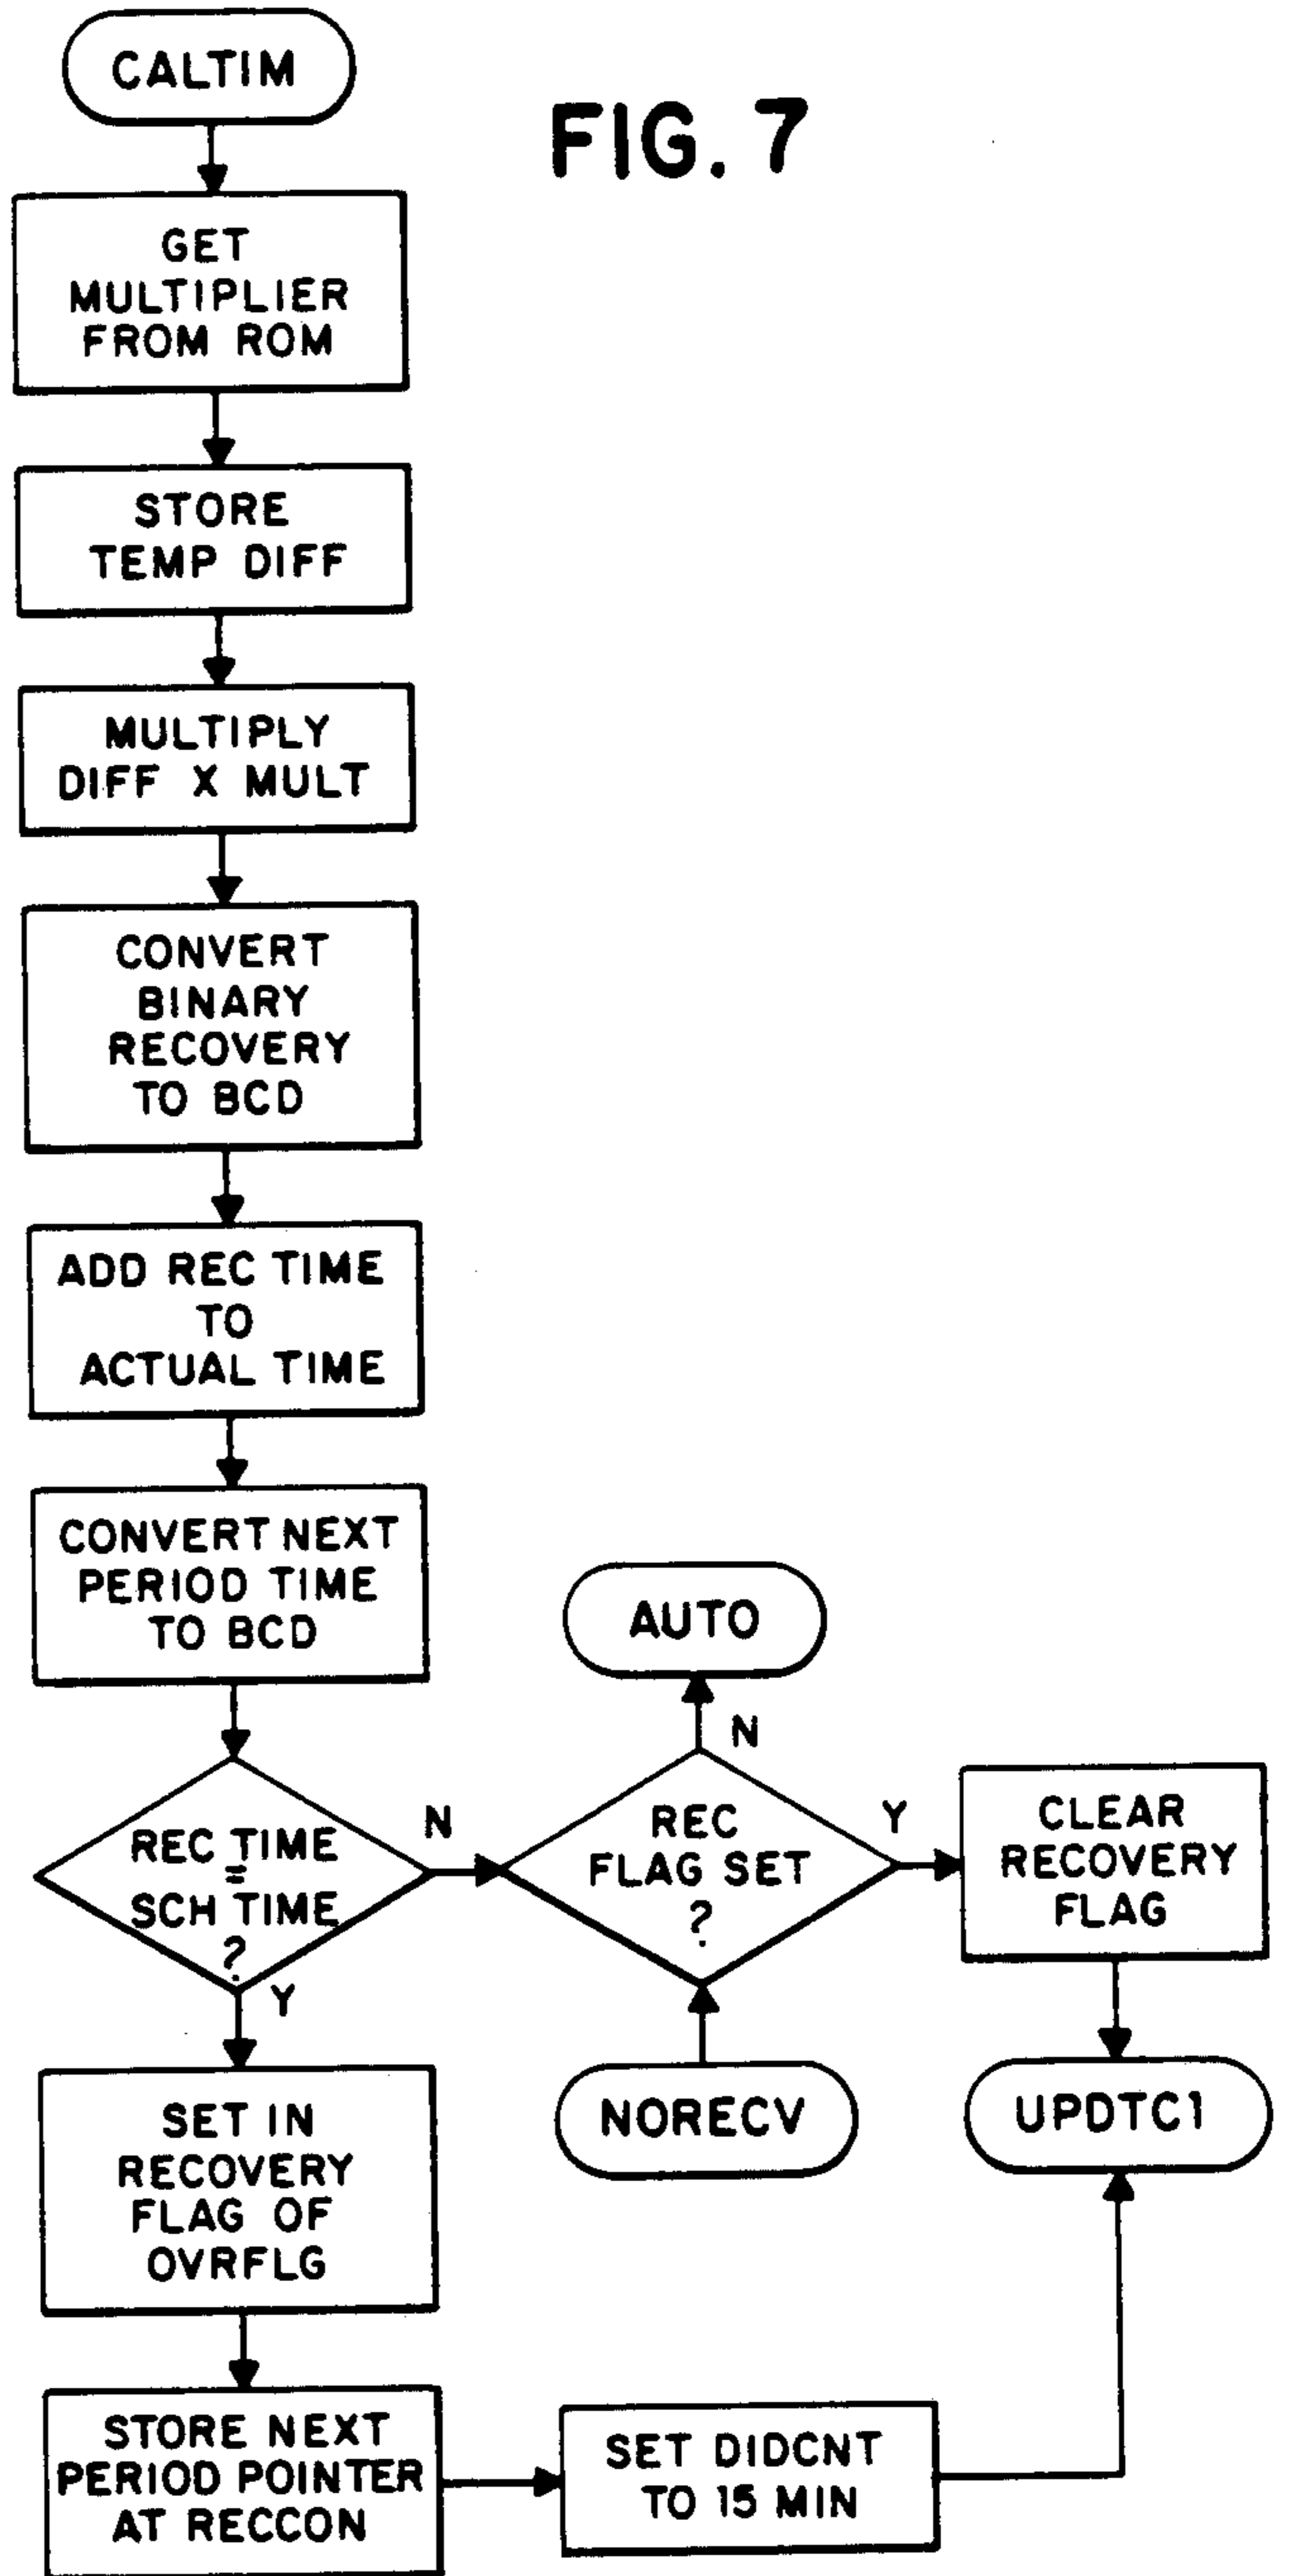 CALTIM
FIG. 7
GET
MULTIPLIER
FROM ROM
STORE
TEMP DIFF
MULTIPLY
DIFF X MULT
CONVERT
BINARY
RECOVERY
TO BCD
ADD REC TIME
TO
ACTUAL TIME
CONVERT NEXT
PERIOD TIME
TO BCD
REC TIME
=
SCH TIME
?
N
Y
AUTO
N
REC
FLAG SET
?
Y
NORECV
CLEAR
RECOVERY
FLAG
UPDTC1
SET IN
RECOVERY
FLAG OF
OVRFLG
STORE NEXT
PERIOD POINTER
AT RECCON
SET DIDCNT
TO 15 MIN